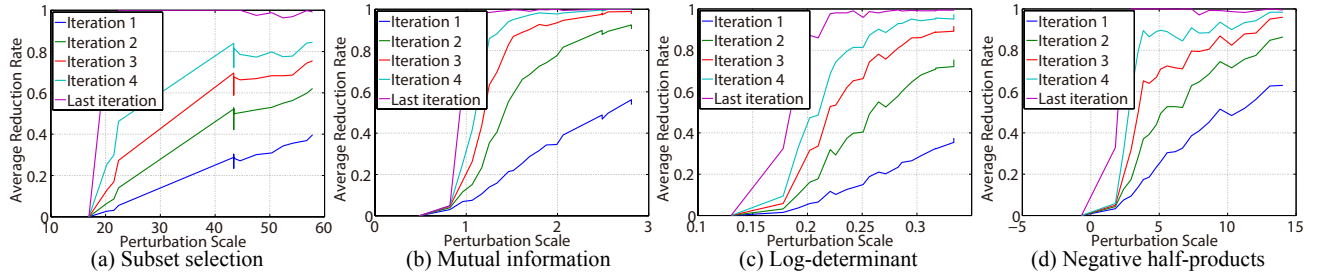 Average Reduction Rate
1
0.8
0.6
0.4
0.2
0
Iteration 1
Iteration 2
Iteration 3
Iteration 4
Last iteration
10 20 30 40 50 60
Perturbation Scale
(a) Subset selection
Average Reduction Rate
1
0.8
0.6
0.4
0.2
0
Iteration 1
Iteration 2
Iteration 3
Iteration 4
Last iteration
0 1 2 3
Perturbation Scale
(b) Mutual information
Average Reduction Rate
1
0.8
0.6
0.4
0.2
0
Iteration 1
Iteration 2
Iteration 3
Iteration 4
Last iteration
0.1 0.15 0.2 0.25 0.3 0.35
Perturbation Scale
(c) Log-determinant
Average Reduction Rate
1
0.8
0.6
0.4
0.2
0
Iteration 1
Iteration 2
Iteration 3
Iteration 4
Last iteration
−5 0 5 10 15
Perturbation Scale
(d) Negative half-products